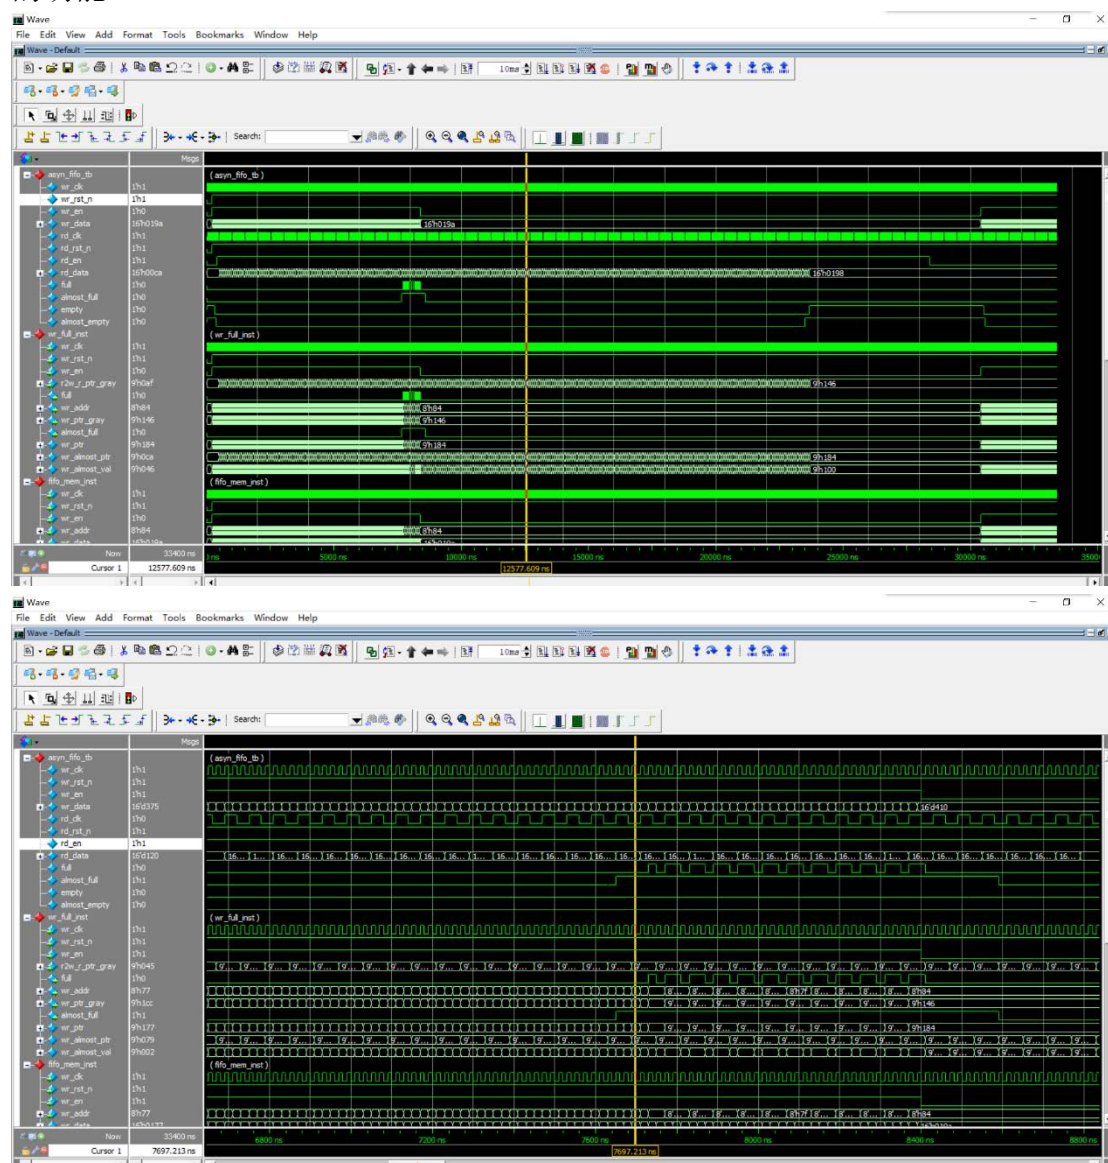 Wave
File Edit View Add Format Tools Bookmarks Window Help
Wave - Default
10ms
Search:
Msgs
asyn_fifo_tb (asyn_fifo_tb)
wr_clk 1'h1
wr_rst_n 1'h1
wr_en 1'h0
wr_data 16'h019a 16'h019a
rd_clk 1'h1
rd_rst_n 1'h1
rd_en 1'h1
rd_data 16'h00ca 16'h0198
full 1'h0
almost_full 1'h0
empty 1'h0
almost_empty 1'h0
wr_full_inst (wr_full_inst)
wr_clk 1'h1
wr_rst_n 1'h1
wr_en 1'h0
r2w_r_ptr_gray 9'h0af 9'h146
full 1'h0
wr_addr 8'h84 8'h84
wr_ptr_gray 9'h146 9'h146
almost_full 1'h0
wr_ptr 9'h184 9'h184
wr_almost_ptr 9'h0ca 9'h184
wr_almost_val 9'h046 9'h100
fifo_mem_inst (fifo_mem_inst)
wr_clk 1'h1
wr_rst_n 1'h1
wr_en 1'h0
wr_addr 8'h84 8'h84
Now 33400 ns 5000 ns 10000 ns 15000 ns 20000 ns 25000 ns 30000 ns
Cursor 1 12577.609 ns 12577.609 ns
Wave
File Edit View Add Format Tools Bookmarks Window Help
Wave - Default
10ms
Search:
Msgs
asyn_fifo_tb (asyn_fifo_tb)
wr_clk 1'h1
wr_rst_n 1'h1
wr_en 1'h1
wr_data 16'd375 16'd410
rd_clk 1'h0
rd_rst_n 1'h1
rd_en 1'h1
rd_data 16'd120
full 1'h0
almost_full 1'h1
empty 1'h0
almost_empty 1'h0
wr_full_inst (wr_full_inst)
wr_clk 1'h1
wr_rst_n 1'h1
wr_en 1'h1
r2w_r_ptr_gray 9'h045
full 1'h0
wr_addr 8'h77 8'h7f 8'h84
wr_ptr_gray 9'h1cc 9'h146
almost_full 1'h1
wr_ptr 9'h177 9'h184
wr_almost_ptr 9'h079
wr_almost_val 9'h002
fifo_mem_inst (fifo_mem_inst)
wr_clk 1'h1
wr_rst_n 1'h1
wr_en 1'h1
wr_addr 8'h77 8'h7f 8'h84
Now 33400 ns 6800 ns 7200 ns 7600 ns 8000 ns 8400 ns 8800 ns
Cursor 1 7697.213 ns 7697.213 ns